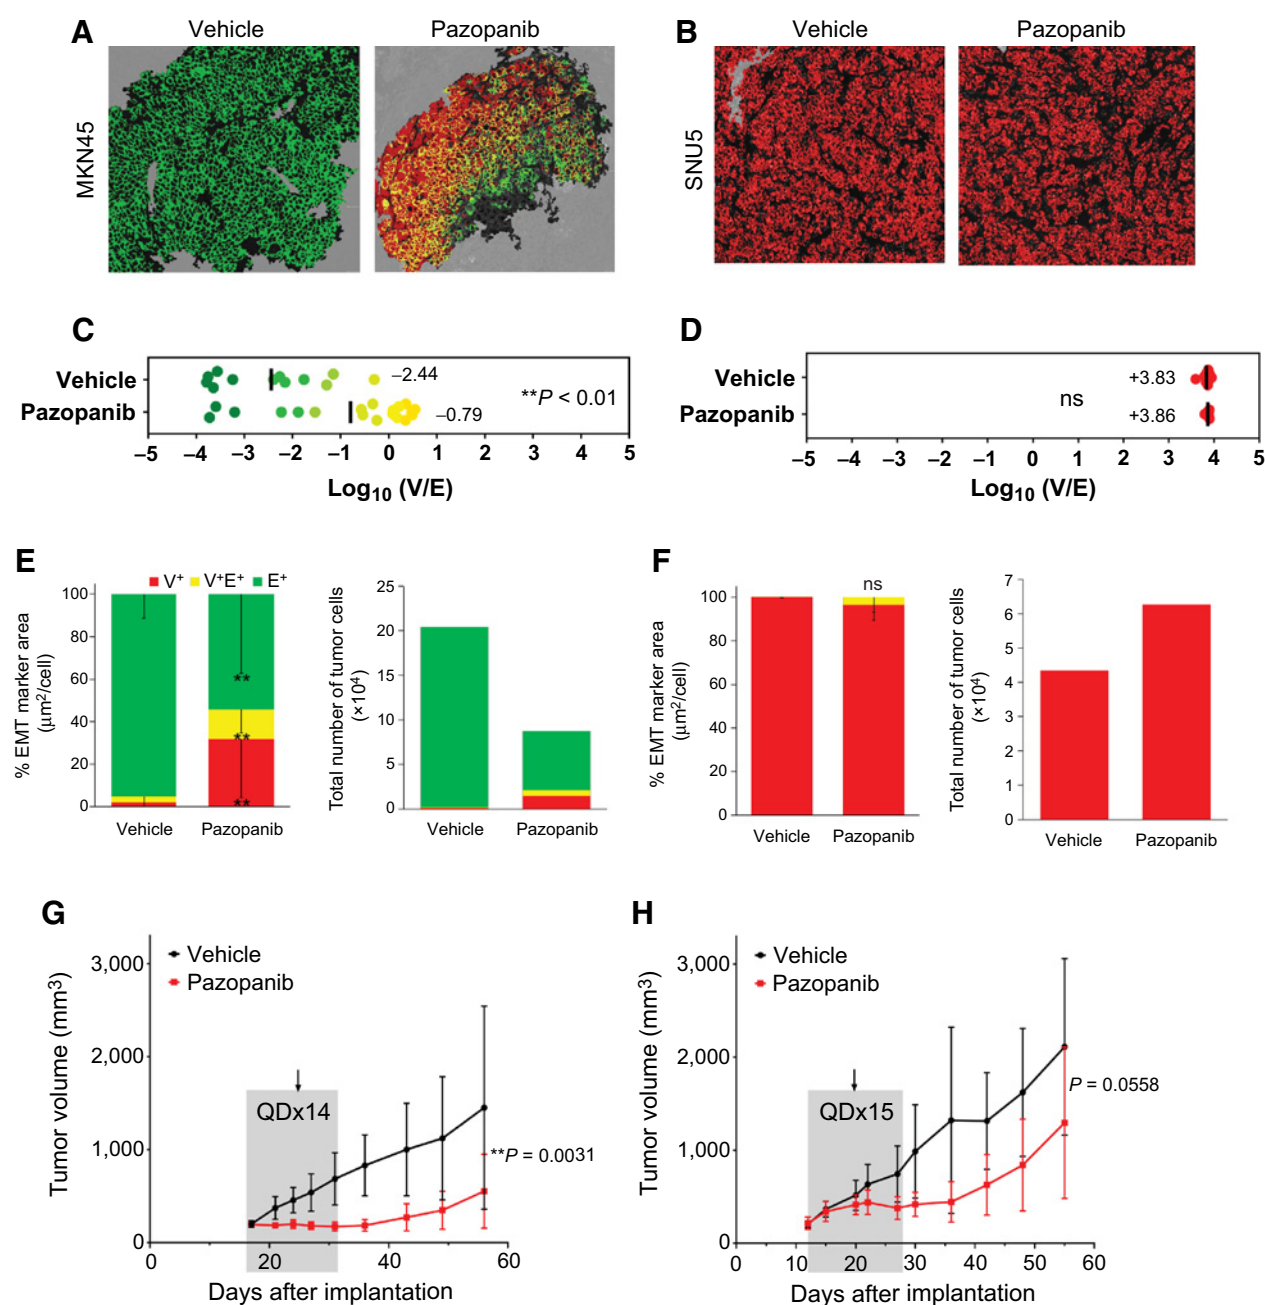 A
Vehicle
Pazopanib
B
Vehicle
Pazopanib
MKN45
SNU5
C
Vehicle
Pazopanib
−2.44
−0.79
**P < 0.01
−5 −4 −3 −2 −1 0 1 2 3 4 5
Log10 (V/E)
D
Vehicle
Pazopanib
+3.83
+3.86
ns
−5 −4 −3 −2 −1 0 1 2 3 4 5
Log10 (V/E)
E
V+ V+E+ E+
% EMT marker area
(μm2/cell)
100
80
60
40
20
0
**
**
**
Vehicle
Pazopanib
Total number of tumor cells
(×104)
25
20
15
10
5
0
Vehicle
Pazopanib
F
% EMT marker area
(μm2/cell)
100
80
60
40
20
0
ns
Vehicle
Pazopanib
Total number of tumor cells
(×104)
7
6
5
4
3
2
1
0
Vehicle
Pazopanib
G
Tumor volume (mm3)
3,000
2,000
1,000
0
Vehicle
Pazopanib
QDx14
**P = 0.0031
0 20 40 60
Days after implantation
H
Tumor volume (mm3)
3,000
2,000
1,000
0
Vehicle
Pazopanib
QDx15
P = 0.0558
0 10 20 30 40 50 60
Days after implantation